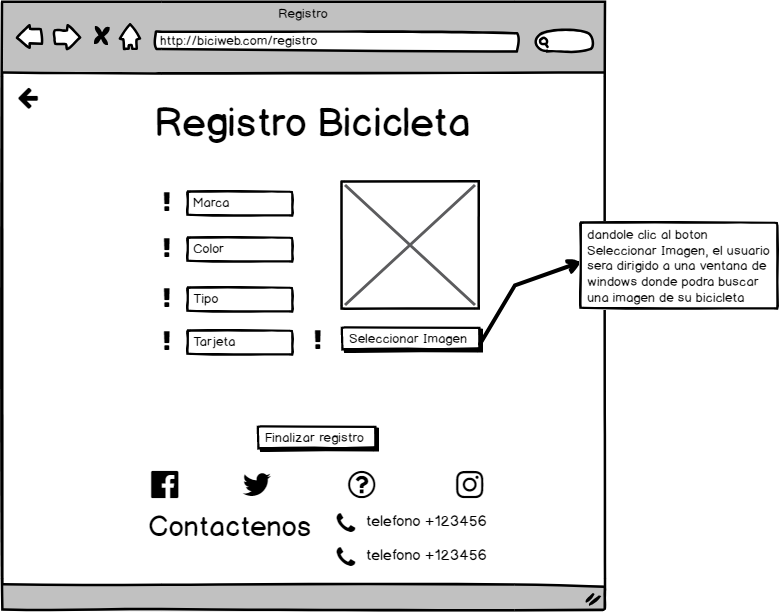 Registro
http://biciweb.com/registro
Registro Bicicleta
! Marca
! Color
! Tipo
! Tarjeta
! Seleccionar Imagen
dandole clic al boton
Seleccionar Imagen, el usuario
sera dirigido a una ventana de
windows donde podra buscar
una imagen de su bicicleta
Finalizar registro
?
Contactenos
telefono +123456
telefono +123456